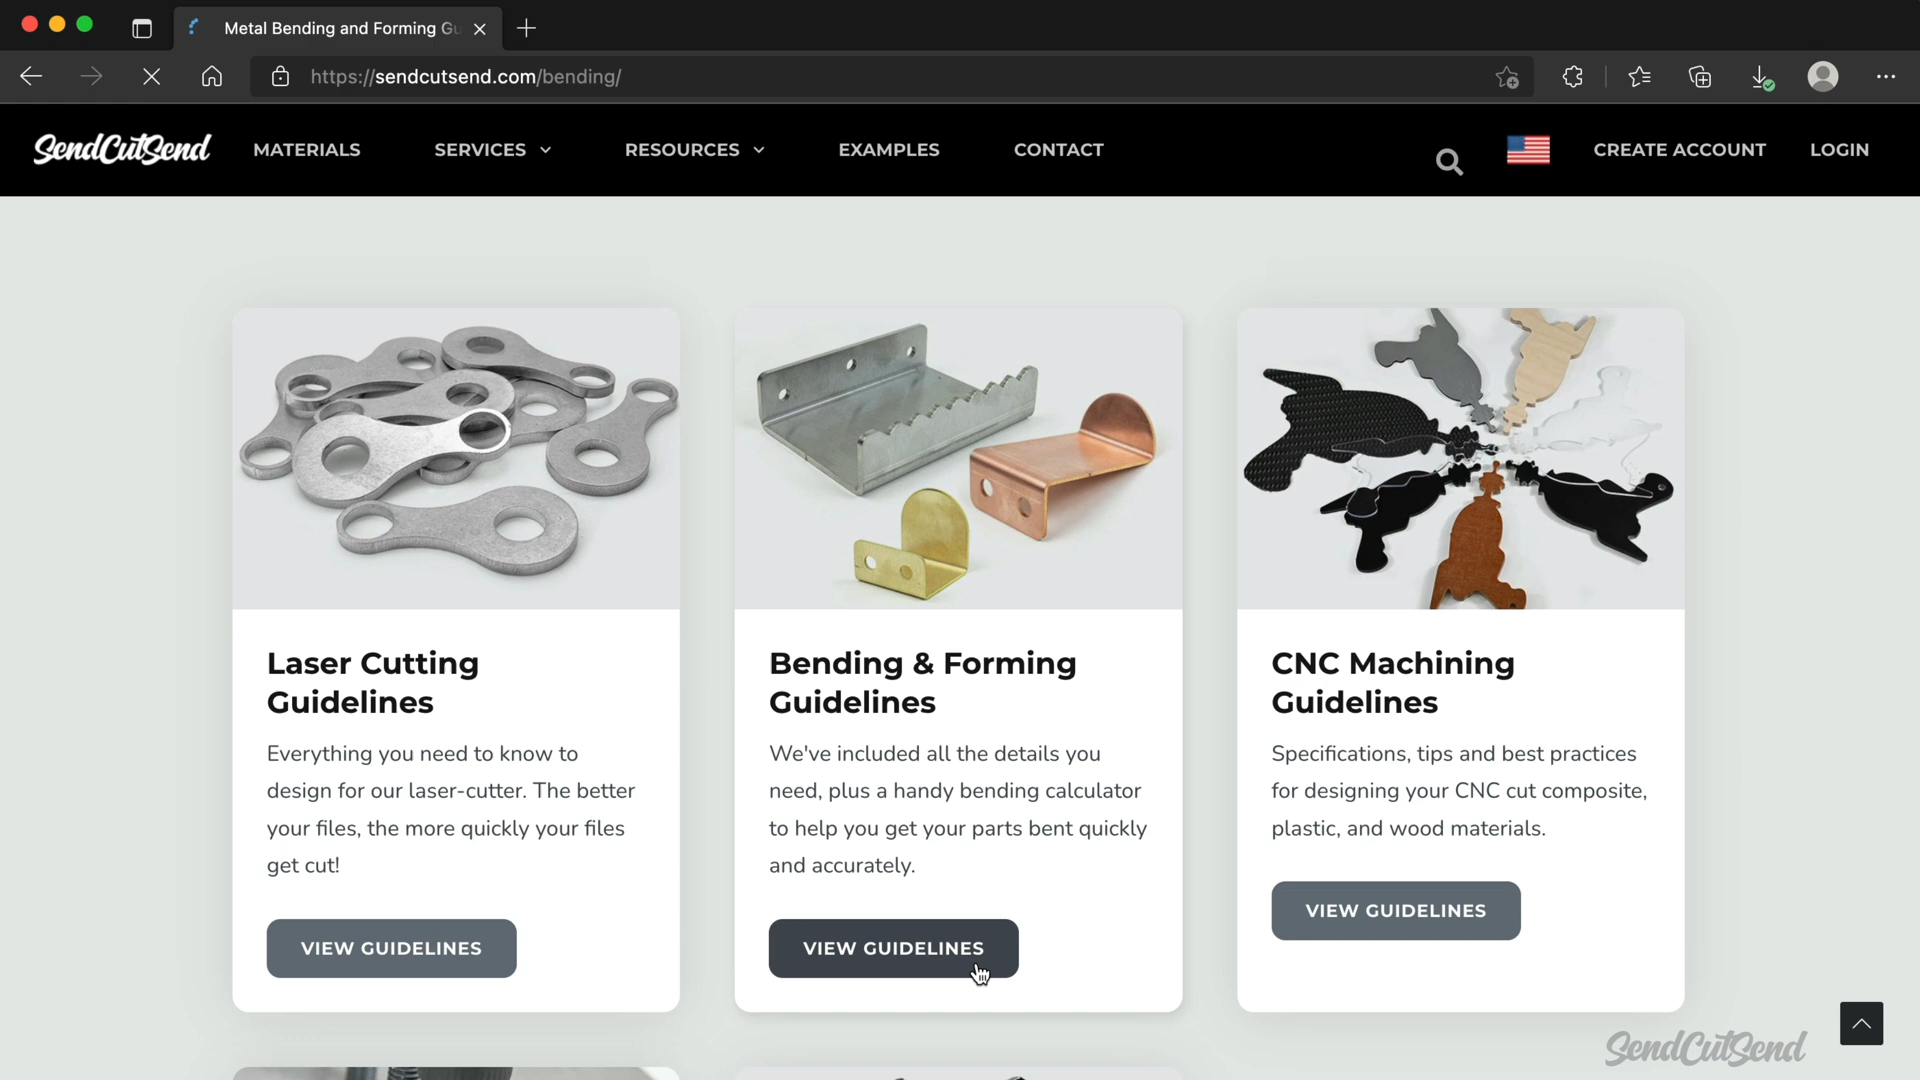 Metal Bending and Forming Gu
https://sendcutsend.com/bending/
SendCutSend
MATERIALS
SERVICES
RESOURCES
EXAMPLES
CONTACT
CREATE ACCOUNT
LOGIN
Laser Cutting
Guidelines
Everything you need to know to
design for our laser-cutter. The better
your files, the more quickly your files
get cut!
VIEW GUIDELINES
Bending & Forming
Guidelines
We've included all the details you
need, plus a handy bending calculator
to help you get your parts bent quickly
and accurately.
VIEW GUIDELINES
CNC Machining
Guidelines
Specifications, tips and best practices
for designing your CNC cut composite,
plastic, and wood materials.
VIEW GUIDELINES
SendCutSend